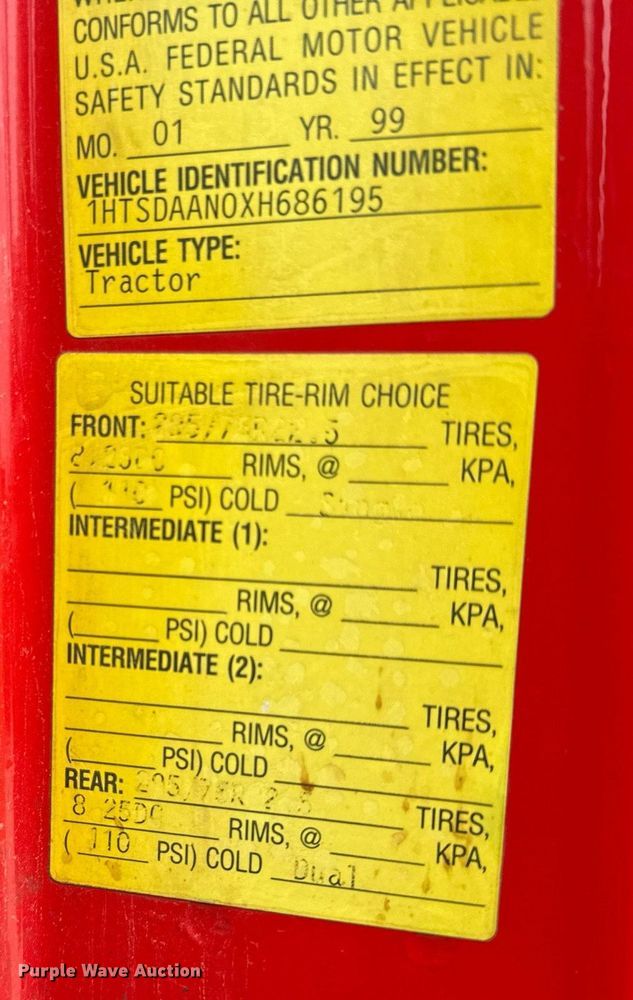 CONFORMS TO ALL OTHER
U.S.A. FEDERAL MOTOR VEHICLE
SAFETY STANDARDS IN EFFECT IN:
MO. 01 YR. 99
VEHICLE IDENTIFICATION NUMBER:
1HTSDAAN0XH686195
VEHICLE TYPE:
Tractor
SUITABLE TIRE-RIM CHOICE
FRONT: TIRES,
RIMS, @ KPA,
( PSI) COLD
INTERMEDIATE (1):
TIRES,
RIMS, @ KPA,
( PSI) COLD
INTERMEDIATE (2):
TIRES,
RIMS, @ KPA,
( PSI) COLD
REAR: TIRES,
RIMS, @ KPA,
( 110 PSI) COLD Dual
Purple Wave Auction